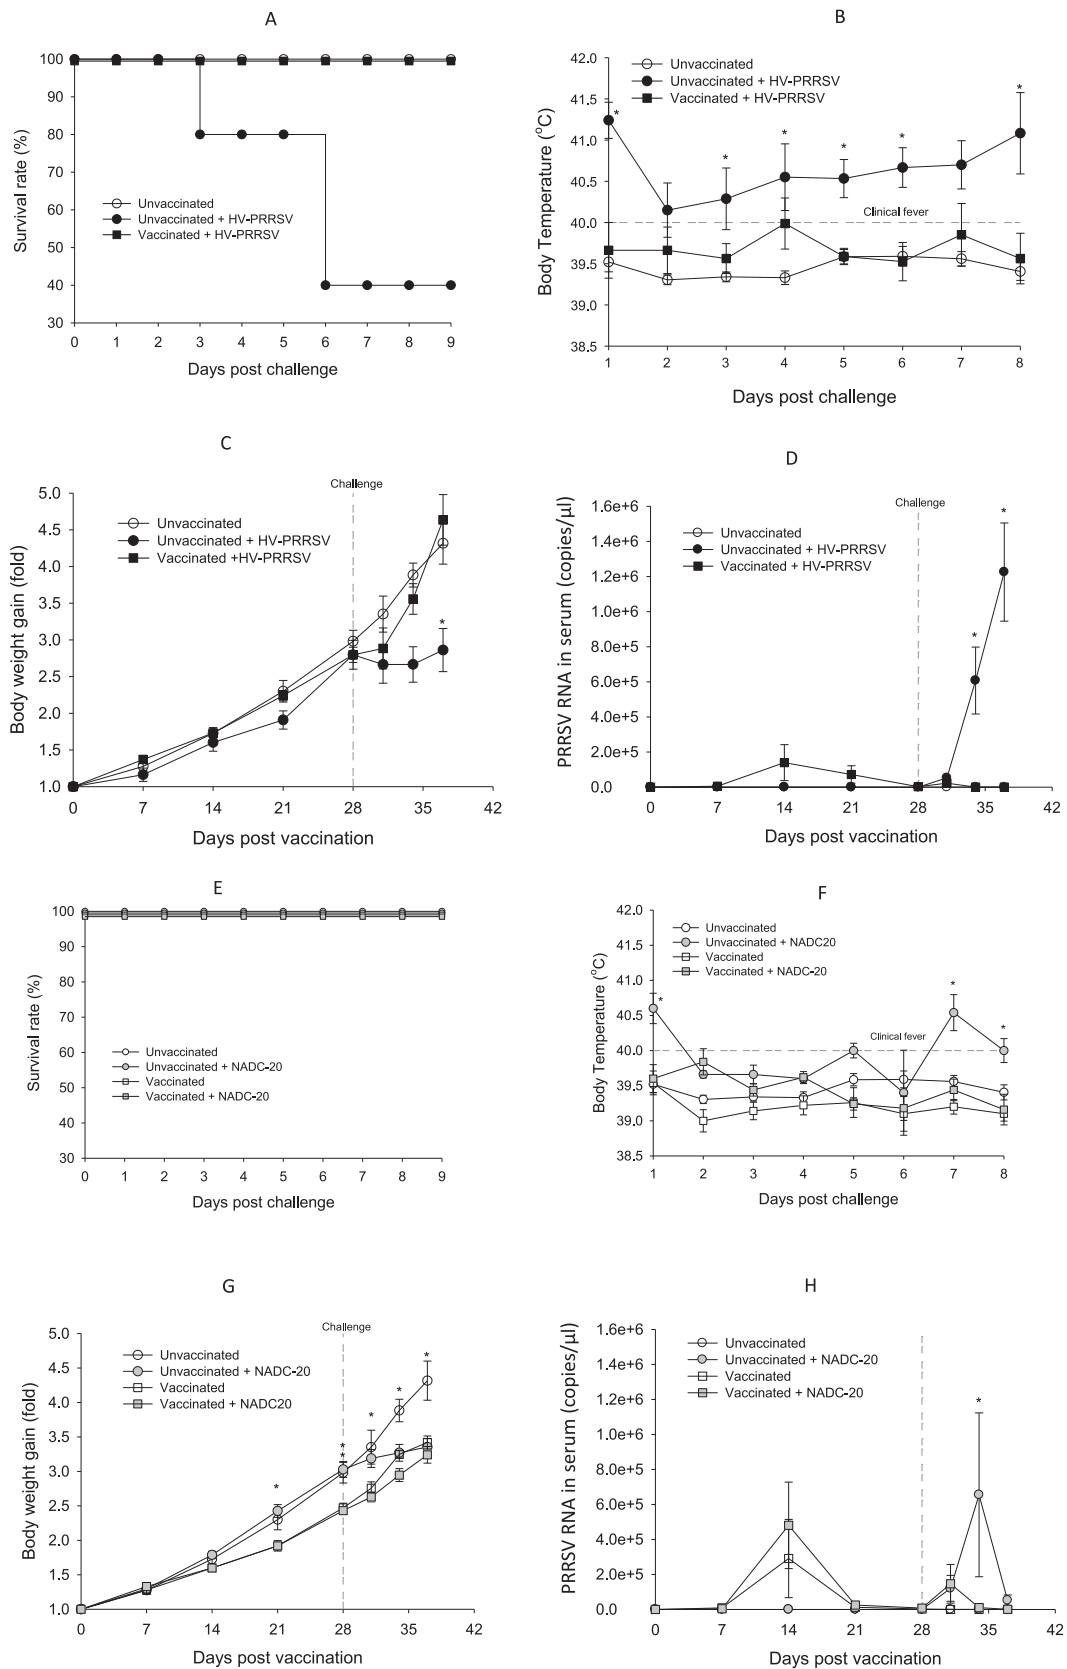 A
Survival rate (%)
100
90
80
70
60
50
40
30
Unvaccinated
Unvaccinated + HV-PRRSV
Vaccinated + HV-PRRSV
0 1 2 3 4 5 6 7 8 9
Days post challenge
B
Body Temperature (°C)
42.0
41.5
41.0
40.5
40.0
39.5
39.0
38.5
Unvaccinated
Unvaccinated + HV-PRRSV
Vaccinated + HV-PRRSV
* * * * * *
Clinical fever
1 2 3 4 5 6 7 8
Days post challenge
C
Challenge
Body weight gain (fold)
5.0
4.5
4.0
3.5
3.0
2.5
2.0
1.5
1.0
Unvaccinated
Unvaccinated + HV-PRRSV
Vaccinated +HV-PRRSV
*
0 7 14 21 28 35 42
Days post vaccination
D
Challenge
PRRSV RNA in serum (copies/µl)
1.6e+6
1.4e+6
1.2e+6
1.0e+6
8.0e+5
6.0e+5
4.0e+5
2.0e+5
0.0
Unvaccinated
Unvaccinated + HV-PRRSV
Vaccinated + HV-PRRSV
* *
0 7 14 21 28 35 42
Days post vaccination
E
Survival rate (%)
100
90
80
70
60
50
40
30
Unvaccinated
Unvaccinated + NADC-20
Vaccinated
Vaccinated + NADC-20
0 1 2 3 4 5 6 7 8 9
Days post challenge
F
Body Temperature (°C)
42.0
41.5
41.0
40.5
40.0
39.5
39.0
38.5
Unvaccinated
Unvaccinated + NADC20
Vaccinated
Vaccinated + NADC-20
* * *
Clinical fever
1 2 3 4 5 6 7 8
Days post challenge
G
Challenge
Body weight gain (fold)
5.0
4.5
4.0
3.5
3.0
2.5
2.0
1.5
1.0
Unvaccinated
Unvaccinated + NADC-20
Vaccinated
Vaccinated + NADC20
* * * * * *
0 7 14 21 28 35 42
Days post vaccination
H
PRRSV RNA in serum (copies/µl)
1.6e+6
1.4e+6
1.2e+6
1.0e+6
8.0e+5
6.0e+5
4.0e+5
2.0e+5
0.0
Unvaccinated
Unvaccinated + NADC-20
Vaccinated
Vaccinated + NADC-20
*
0 7 14 21 28 35 42
Days post vaccination